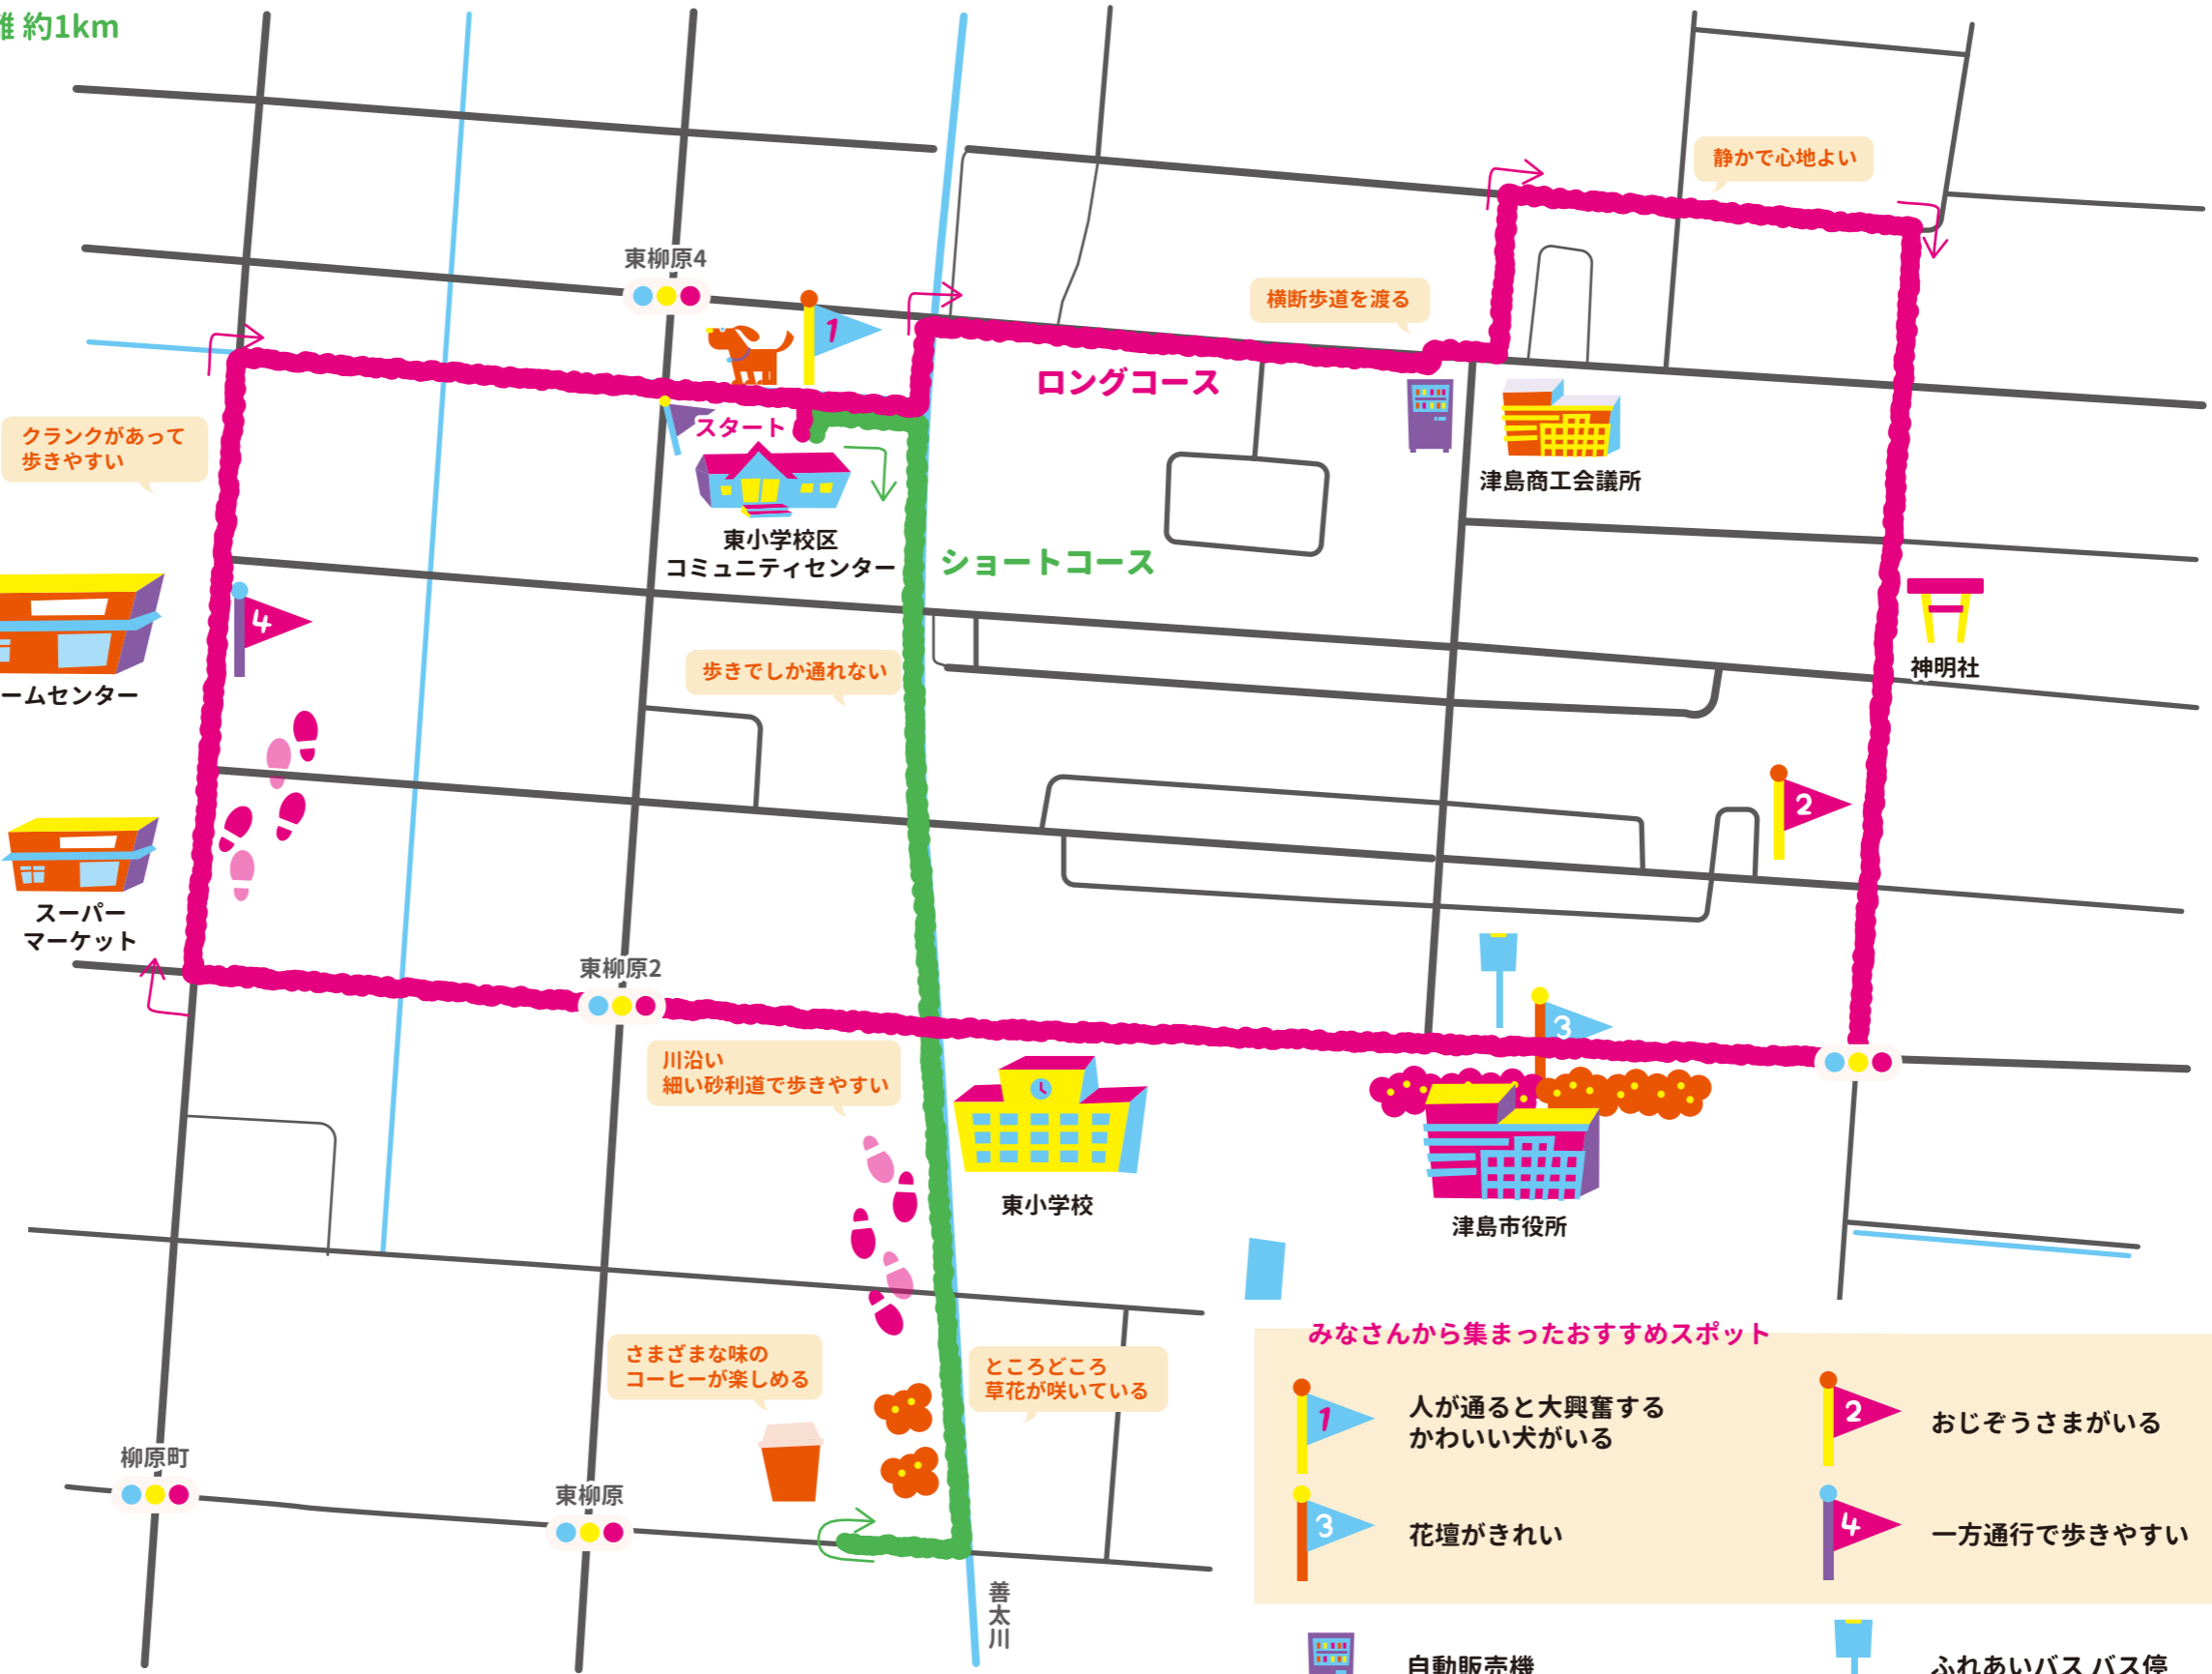 約1km
静かで心地よい
東柳原4
横断歩道を渡る
1
ロングコース
スタート
クランクがあって
歩きやすい
津島商工会議所
東小学校区
コミュニティセンター
ショートコース
4
神明社
歩きでしか通れない
ームセンター
2
スーパー
マーケット
東柳原2
3
川沿い
細い砂利道で歩きやすい
東小学校
津島市役所
みなさんから集まったおすすめスポット
さまざまな味の
コーヒーが楽しめる
ところどころ
草花が咲いている
1
人が通ると大興奮する
かわいい犬がいる
2
おじぞうさまがいる
柳原町
東柳原
3
花壇がきれい
4
一方通行で歩きやすい
善太川
自動販売機
ふれあいバス バス停